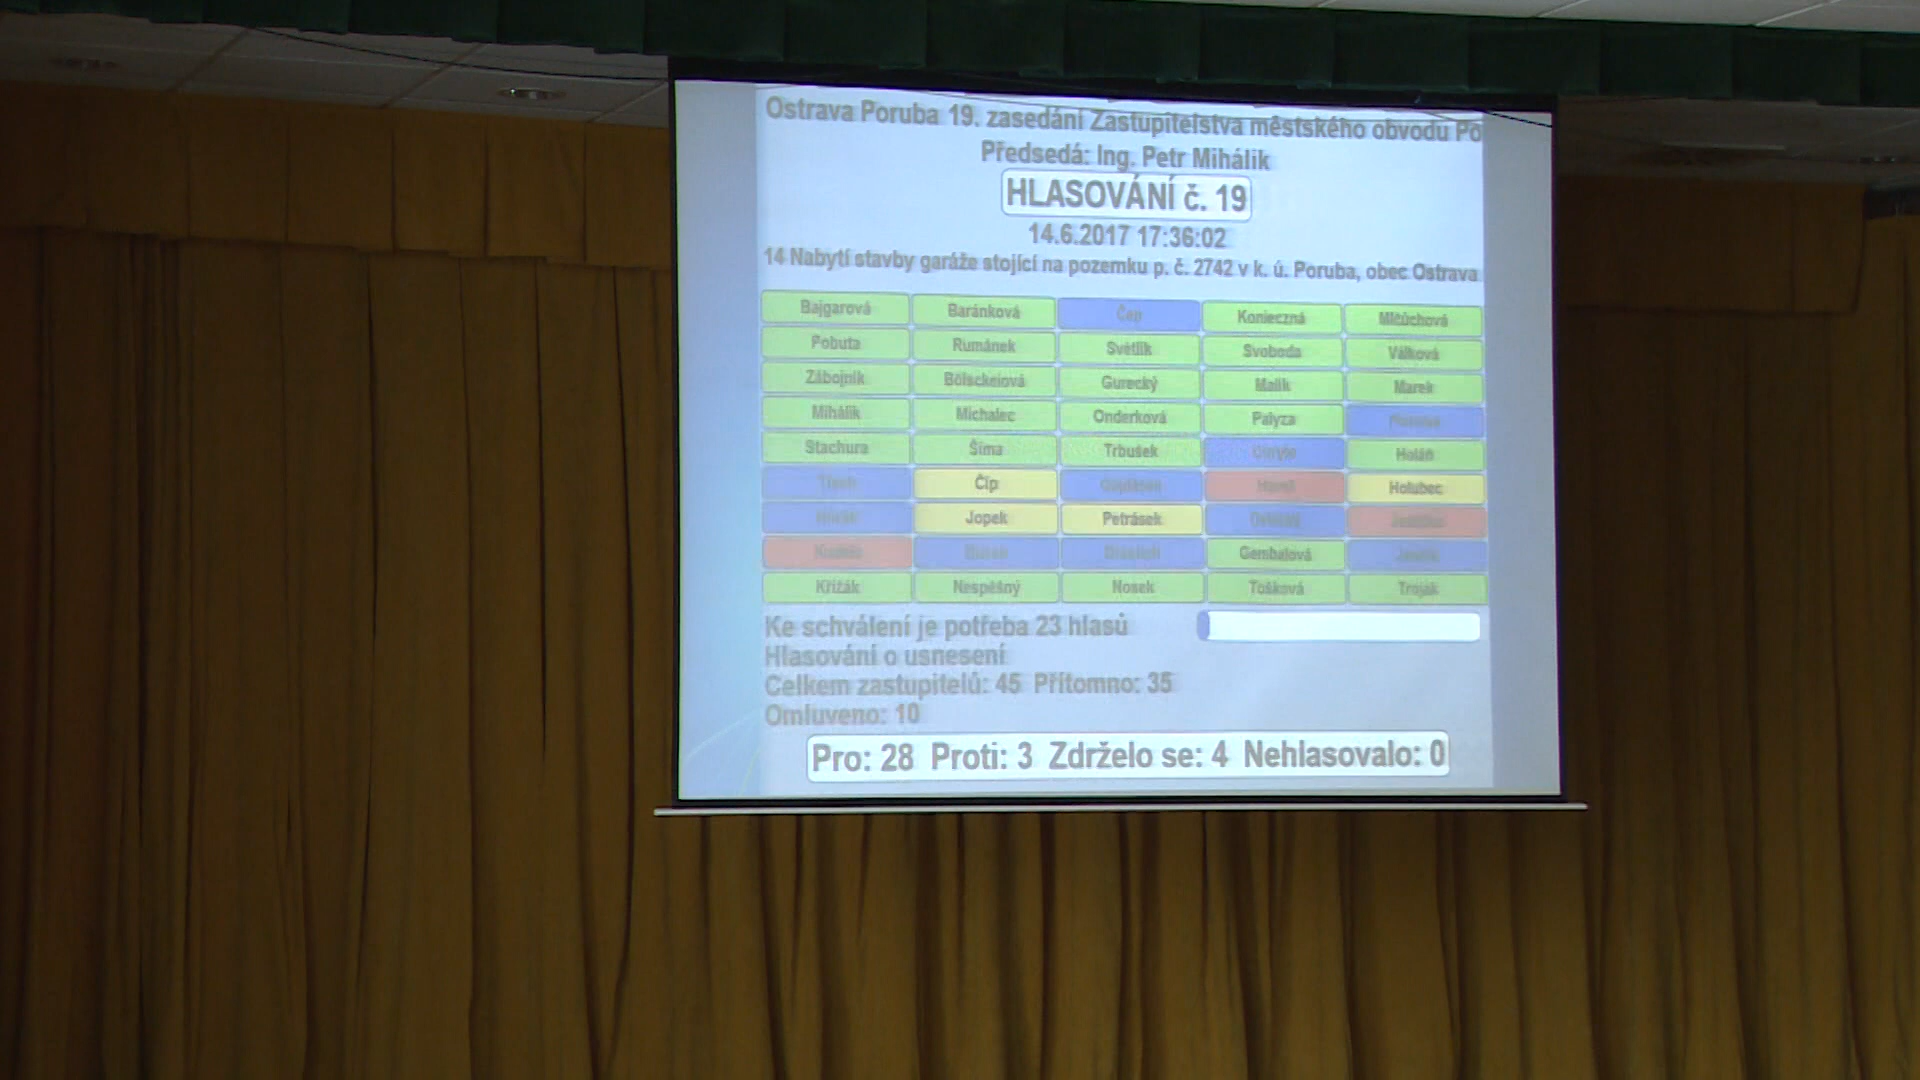 Ostrava Poruba 19. zasedání Zastupitelstva městského obvodu Po
Předsedá: Ing. Petr Mihálik
HLASOVÁNÍ č. 19
14.6.2017 17:36:02
14 Nabytí stavby garáže stojící na pozemku p. č. 2742 v k. ú. Poruba, obec Ostrava
Bajgarová Baránková Čep Konieczná Mlčůchová
Pobuta Rumánek Světlík Svoboda Válková
Zábojník Gurecký Malik Marek
Mihálik Michalec Onderková Palyza
Stachura Šíma Trbušek Holáň
Číp Holubec
Jopek Petrásek
Gembalová
Křižák Nespěšný Nosek Tošková Troják
Ke schválení je potřeba 23 hlasů
Hlasování o usnesení
Celkem zastupitelů: 45 Přítomno: 35
Omluveno: 10
Pro: 28 Proti: 3 Zdrželo se: 4 Nehlasovalo: 0